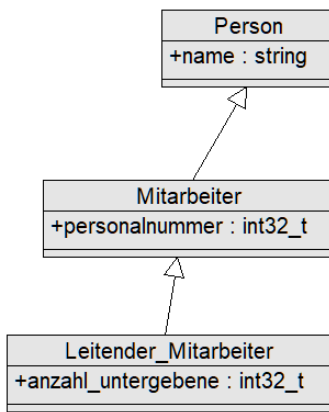 Person
+name : string
Mitarbeiter
+personalnummer : int32_t
Leitender_Mitarbeiter
+anzahl_untergebene : int32_t